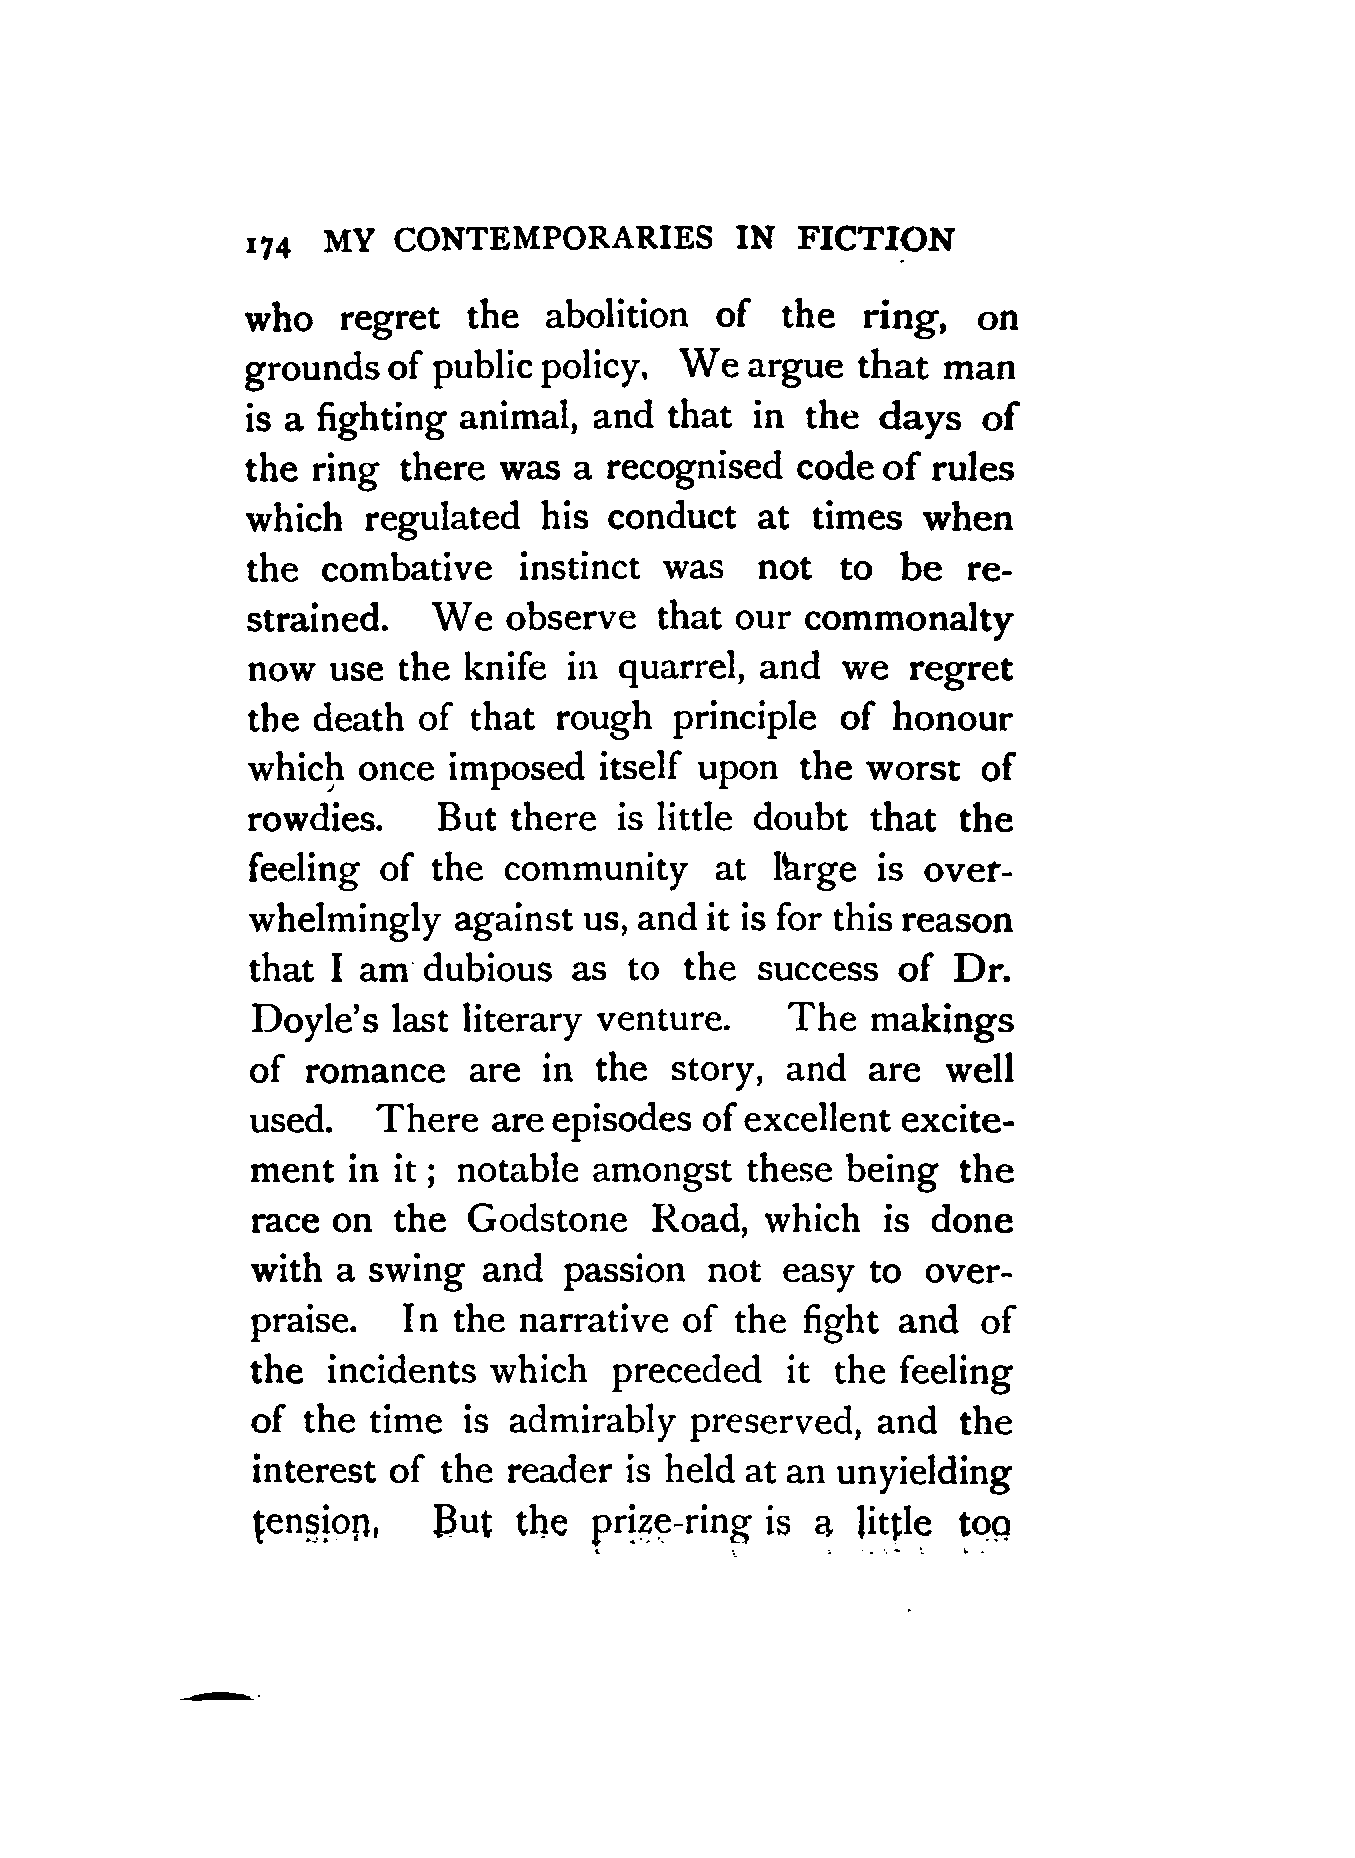 174 MY CONTEMPORARIES IN FICTION
who regret the abolition of the ring, on
grounds of public policy. We argue that man
is a fighting animal, and that in the days of
the ring there was a recognised code of rules
which regulated his conduct at times when
the combative instinct was not to be re-
strained. We observe that our commonalty
now use the knife in quarrel, and we regret
the death of that rough principle of honour
which once imposed itself upon the worst of
rowdies. But there is little doubt that the
feeling of the community at large is over-
whelmingly against us, and it is for this reason
that I am dubious as to the success of Dr.
Doyle's last literary venture. The makings
of romance are in the story, and are well
used. There are episodes of excellent excite-
ment in it; notable amongst these being the
race on the Godstone Road, which is done
with a swing and passion not easy to over-
praise. In the narrative of the fight and of
the incidents which preceded it the feeling
of the time is admirably preserved, and the
interest of the reader is held at an unyielding
tension. But the prize-ring is a little too